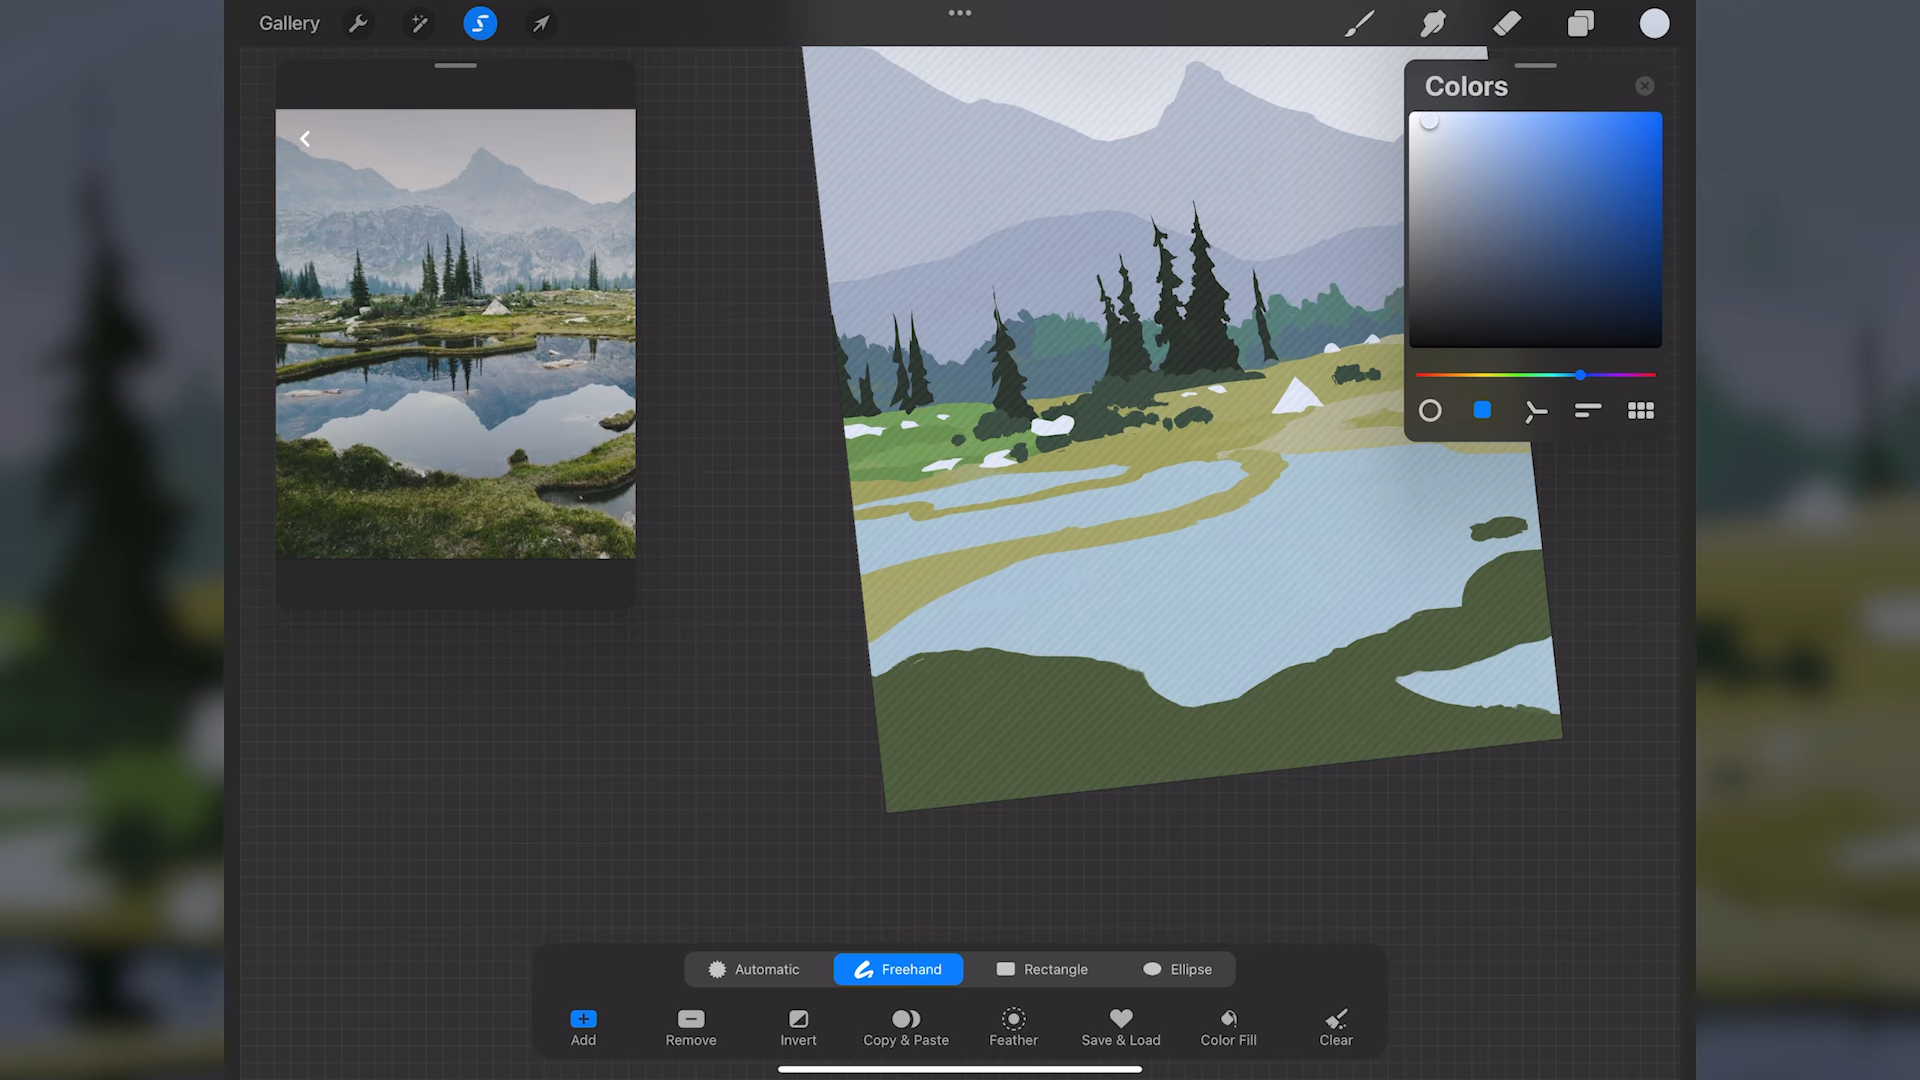 Gallery
Colors
Automatic
Freehand
Rectangle
Ellipse
Add
Remove
Invert
Copy & Paste
Feather
Save & Load
Color Fill
Clear